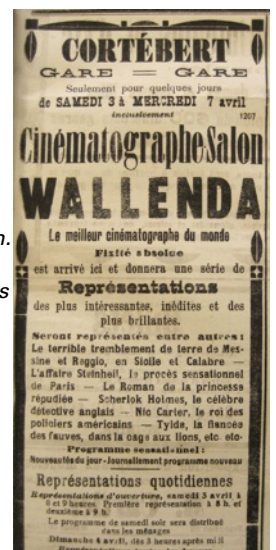 CORTÉBERT
GARE = GARE
Seulement pour quelques jours
de SAMEDI 3 à MERCREDI 7 avril
inclusivement 1207
Cinématographe Salon
WALLENDA
n.
Le meilleur cinématographe du monde
Fixité absolue
est arrivé ici et donnera une série de
s
Représentations
des plus intéressantes, inédites et des
plus brillantes.
Seront représentés entre autres:
Le terrible tremblement de terre de Mes-
sine et Reggio, en Sicile et Calabre —
L'affaire Steinheil, le procès sensationnel
de Paris — Le Roman de la princesse
répudiée — Scherlok Holmes, le célèbre
détective anglais — Nic Carter, le roi des
policiers américains — Tylda, la fiancée
des fauves, dans la cage aux lions, etc. etc.
Programme sensationnel:
Nouveautés du jour - Journellement programme nouveau
Représentations quotidiennes
Représentations d'ouverture, samedi 3 avril à
8 et 9 heures. Première représentation à 8 h. et
deuxième à 9 h.
Le programme de samedi soir sera distribué
dans les ménages
Dimanche 4 avril, dès 3 heures après midi